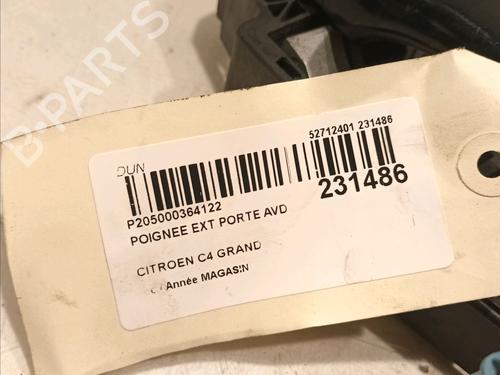 B-PARTS
DUN
52712401 231486
P205000364122
231486
POIGNEE EXT PORTE AVD
CITROEN C4 GRAND
Année MAGASIN